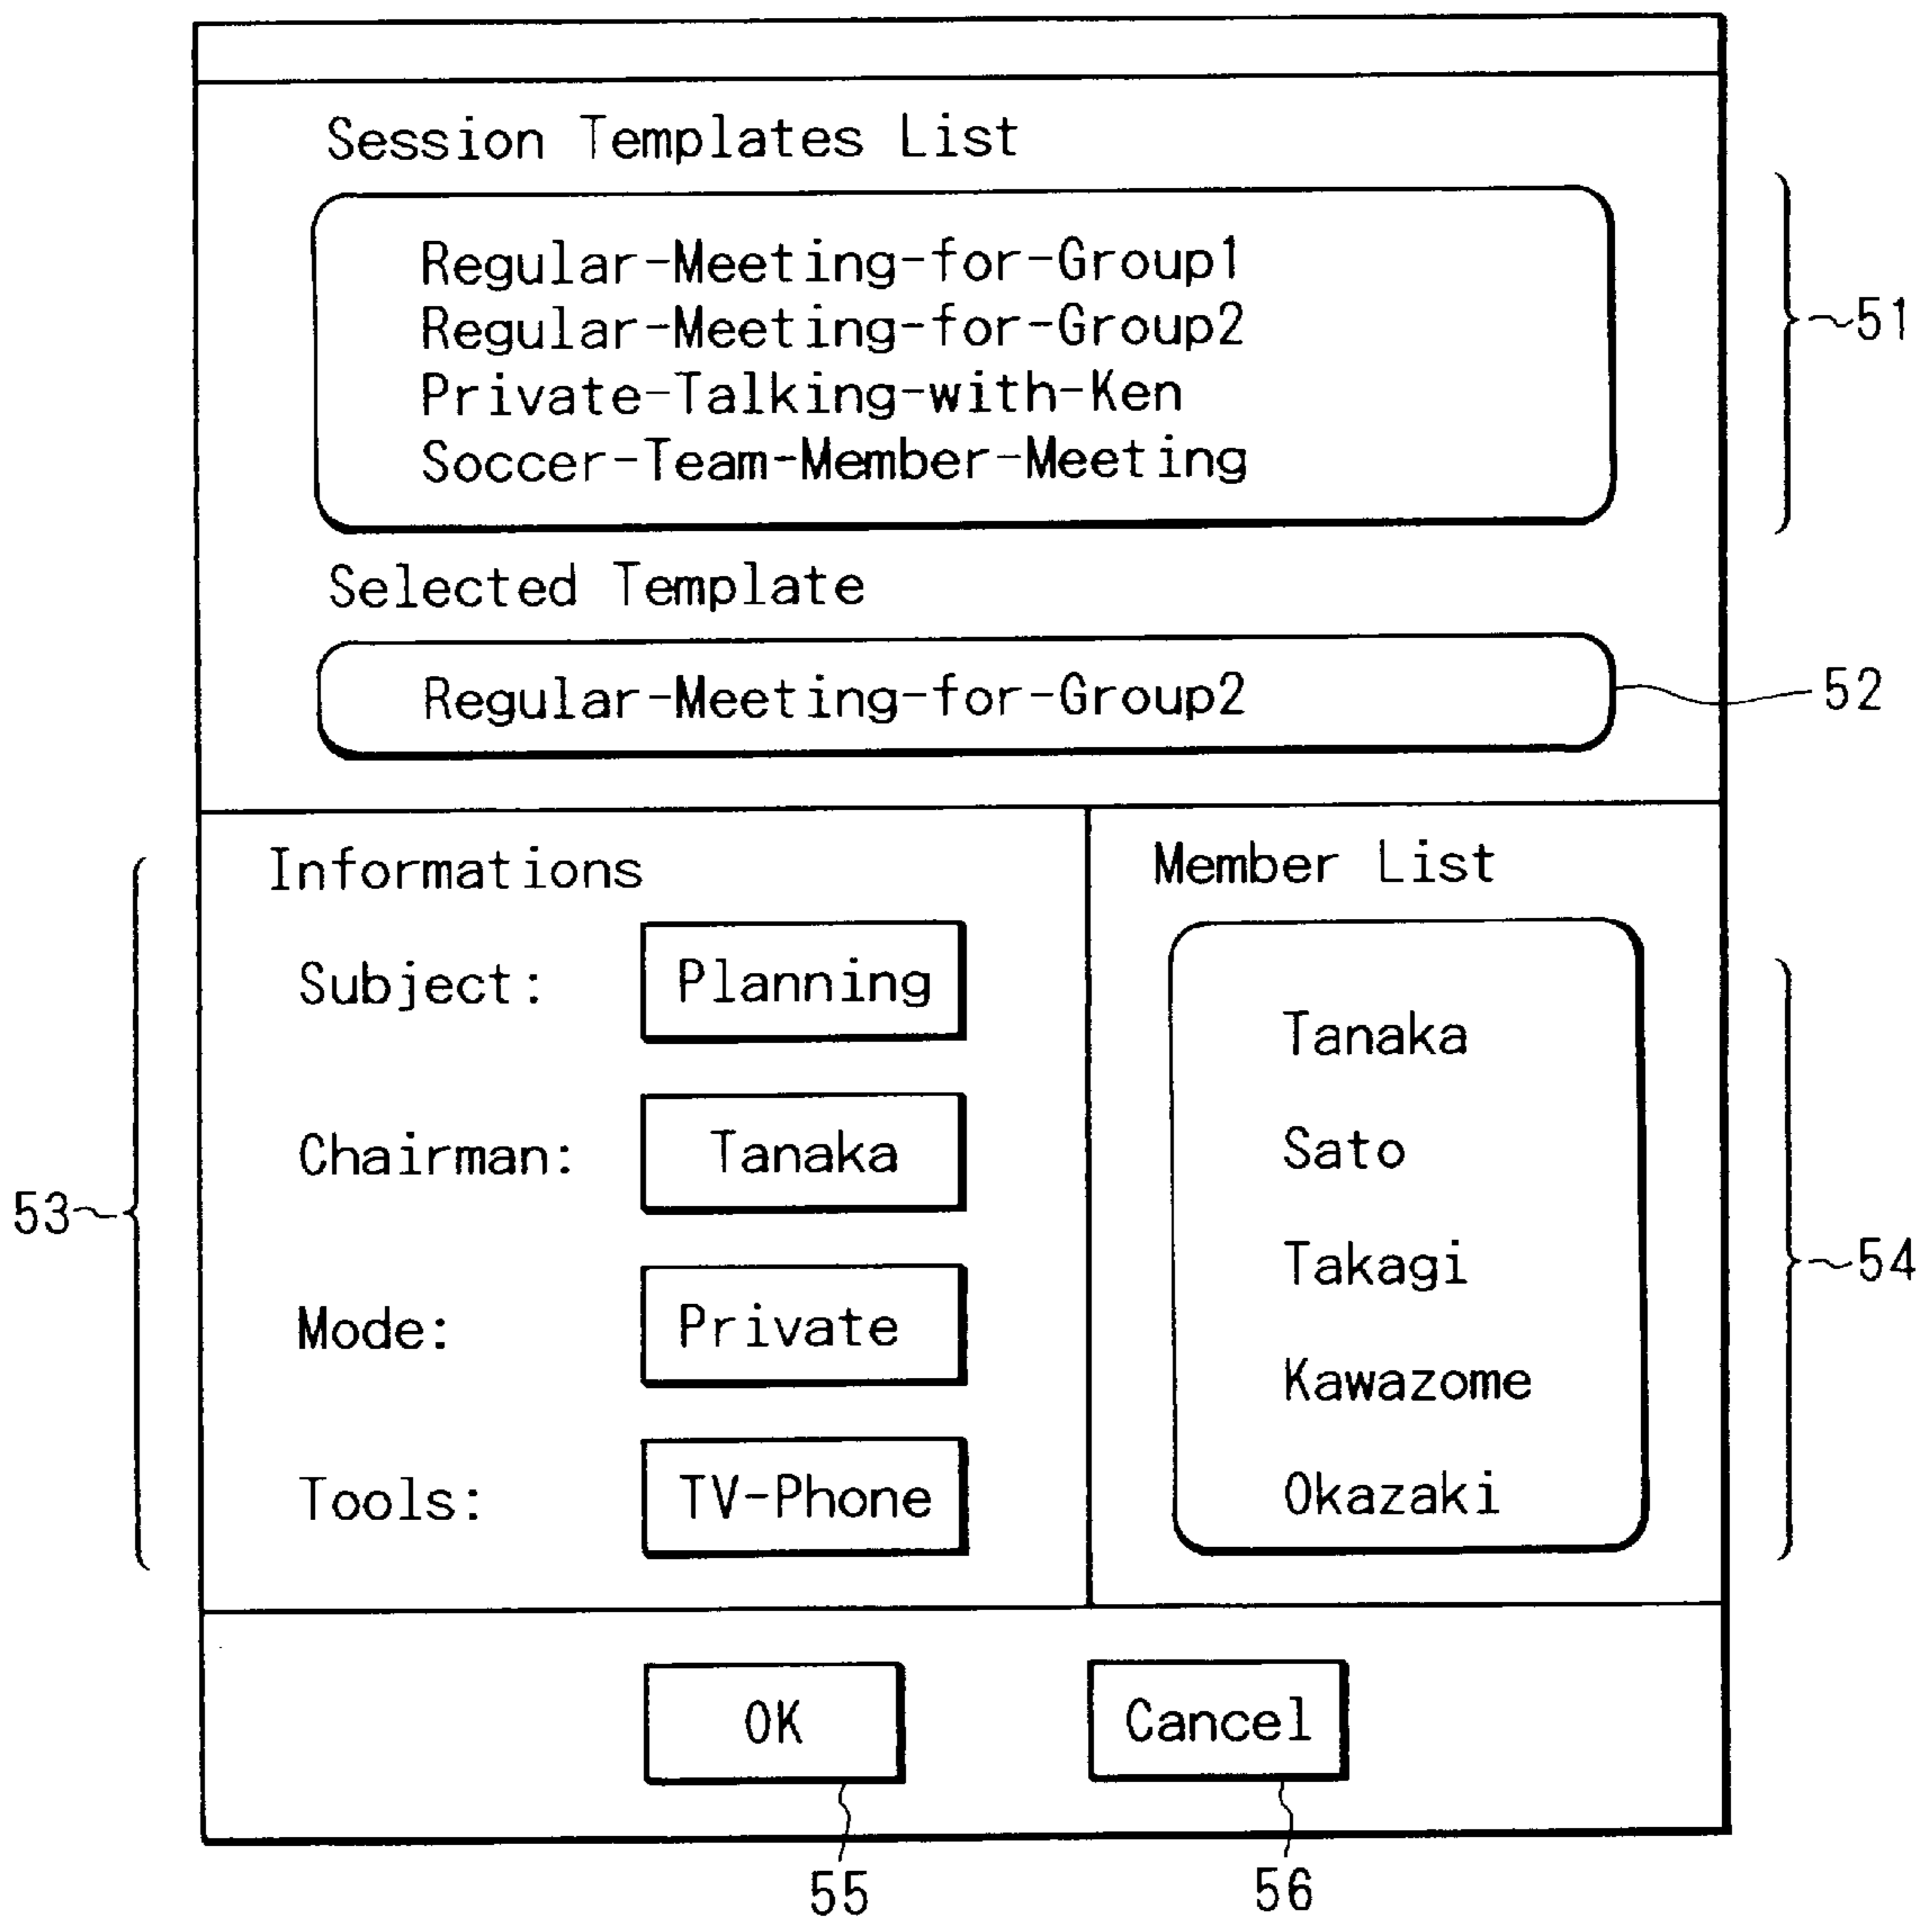 Session Templates List
Regular-Meeting-for-Group1
Regular-Meeting-for-Group2
Private-Talking-with-Ken
Soccer-Team-Member-Meeting
51
Selected Template
Regular-Meeting-for-Group2
52
Informations
Subject: Planning
Chairman: Tanaka
Mode: Private
Tools: TV-Phone
53
Member List
Tanaka
Sato
Takagi
Kawazome
Okazaki
54
OK
Cancel
55
56